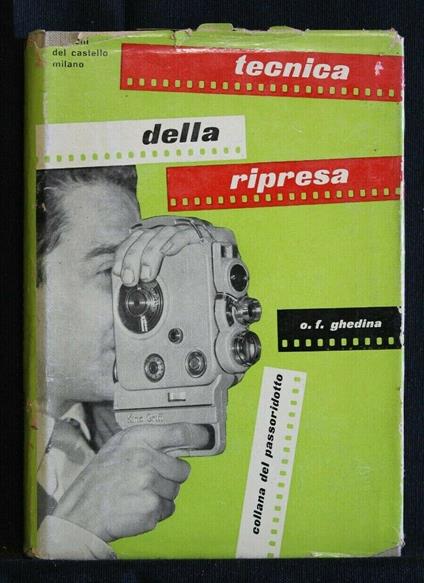 del castello
milano
tecnica
della
ripresa
o. f. ghedina
collana del passoridotto